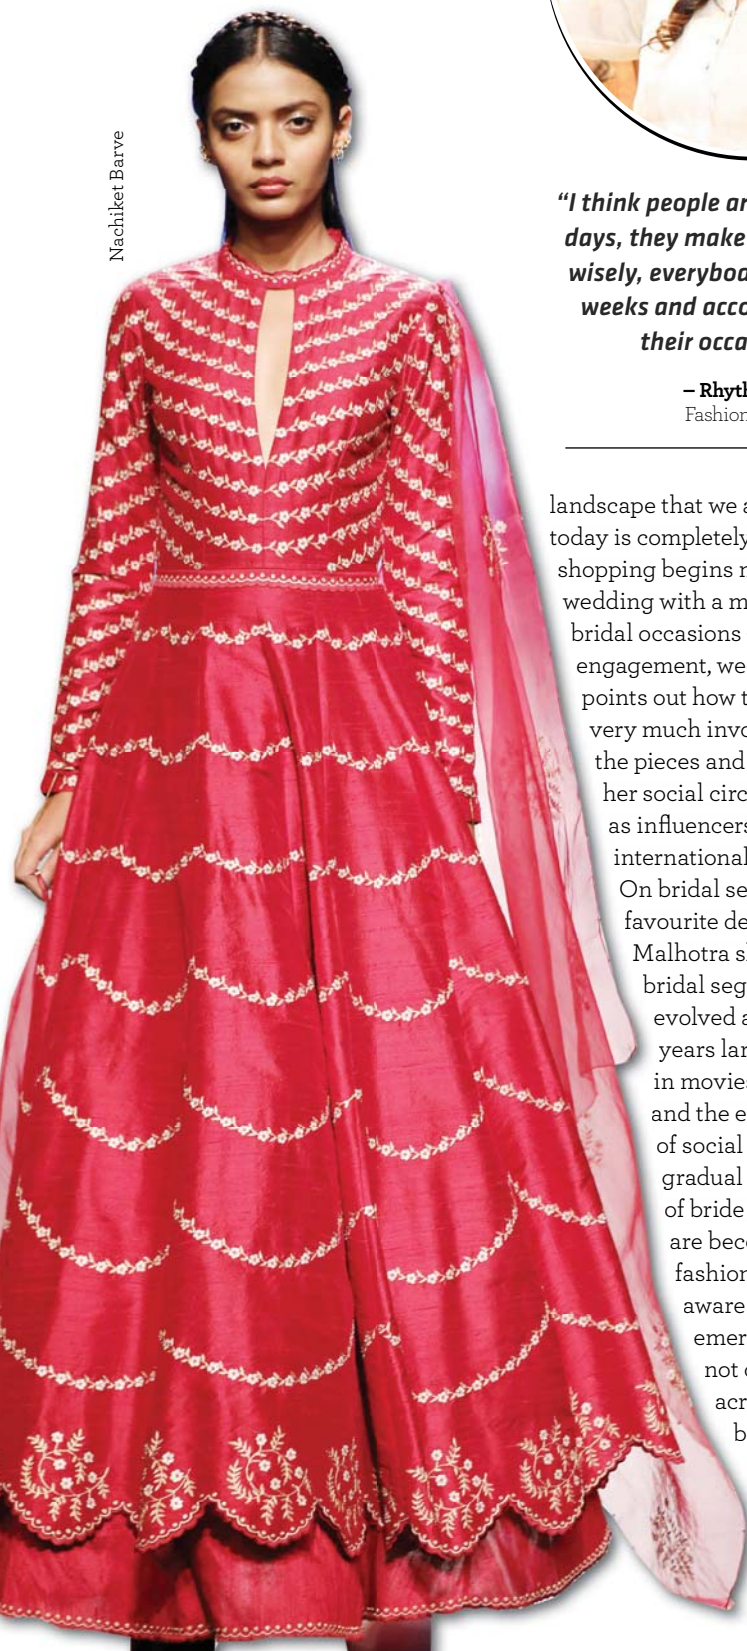 Nachiket Barve
“I think people ar
days, they make
wisely, everybod
weeks and acco
their occa
– Rhyth
Fashion
landscape that we a
today is completely
shopping begins m
wedding with a m
bridal occasions
engagement, we
points out how t
very much invo
the pieces and
her social circ
as influencers
international
On bridal se
favourite de
Malhotra sh
bridal seg
evolved a
years lar
in movies
and the e
of social
gradual
of bride
are beco
fashion
aware
emer
not o
acr
b